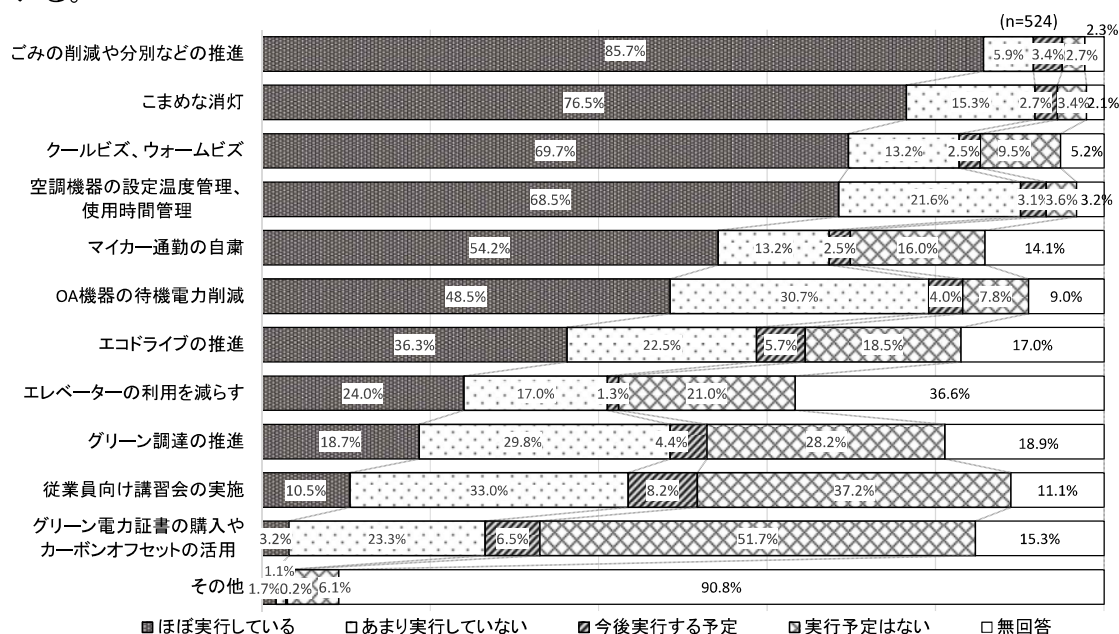 (n=524)
ごみの削減や分別などの推進 85.7% 5.9% 3.4% 2.7% 2.3%
こまめな消灯 76.5% 15.3% 2.7% 3.4% 2.1%
クールビズ、ウォームビズ 69.7% 13.2% 2.5% 9.5% 5.2%
空調機器の設定温度管理、
使用時間管理 68.5% 21.6% 3.1% 3.6% 3.2%
マイカー通勤の自粛 54.2% 13.2% 2.5% 16.0% 14.1%
OA機器の待機電力削減 48.5% 30.7% 4.0% 7.8% 9.0%
エコドライブの推進 36.3% 22.5% 5.7% 18.5% 17.0%
エレベーターの利用を減らす 24.0% 17.0% 1.3% 21.0% 36.6%
グリーン調達の推進 18.7% 29.8% 4.4% 28.2% 18.9%
従業員向け講習会の実施 10.5% 33.0% 8.2% 37.2% 11.1%
グリーン電力証書の購入や
カーボンオフセットの活用 3.2% 23.3% 6.5% 51.7% 15.3%
その他 1.7% 1.1% 0.2% 6.1% 90.8%
ほぼ実行している あまり実行していない 今後実行する予定 実行予定はない 無回答